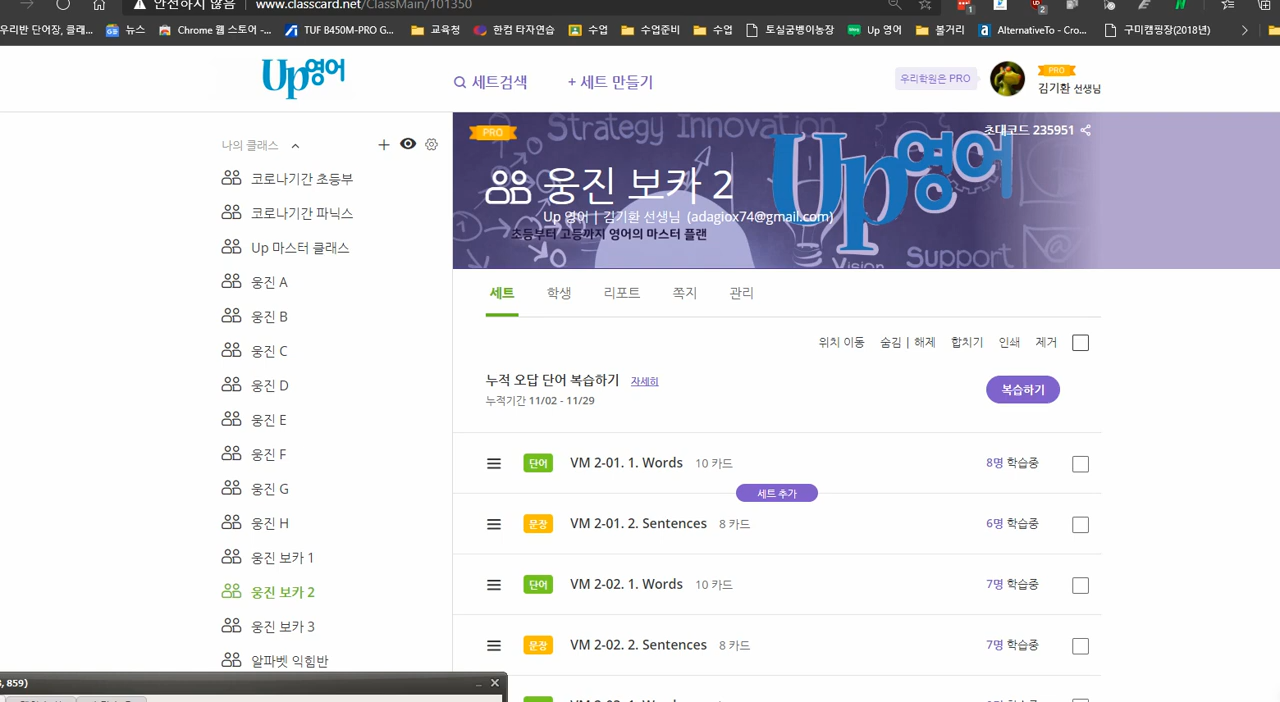 안전하지 않음 | www.classcard.net/ClassMain/101350
우리반 단어장, 클래... 뉴스 Chrome 웹 스토어 -... TUF B450M-PRO G... 교육청 한컴 타자연습 수업 수업준비 수업 토실굼벵이농장 Up 영어 볼거리 AlternativeTo - Cro... 구미캠핑장(2018년)
Up영어
세트검색 + 세트 만들기
우리학원은 PRO
PRO
김기환 선생님
나의 클래스
코로나기간 초등부
코로나기간 파닉스
Up 마스터 클래스
웅진 A
웅진 B
웅진 C
웅진 D
웅진 E
웅진 F
웅진 G
웅진 H
웅진 보카 1
웅진 보카 2
웅진 보카 3
알파벳 익힘반
PRO
Strategy Innovation
초대코드 235951
Up영어
웅진 보카 2
Up 영어 | 김기환 선생님 (adagiox74@gmail.com)
초등부터 고등까지 영어의 마스터 플랜
Vision Support
세트 학생 리포트 쪽지 관리
위치 이동 숨김 | 해제 합치기 인쇄 제거
누적 오답 단어 복습하기 자세히
누적기간 11/02 - 11/29
복습하기
단어 VM 2-01. 1. Words 10 카드 8명 학습중
세트 추가
문장 VM 2-01. 2. Sentences 8 카드 6명 학습중
단어 VM 2-02. 1. Words 10 카드 7명 학습중
문장 VM 2-02. 2. Sentences 8 카드 7명 학습중
, 859)